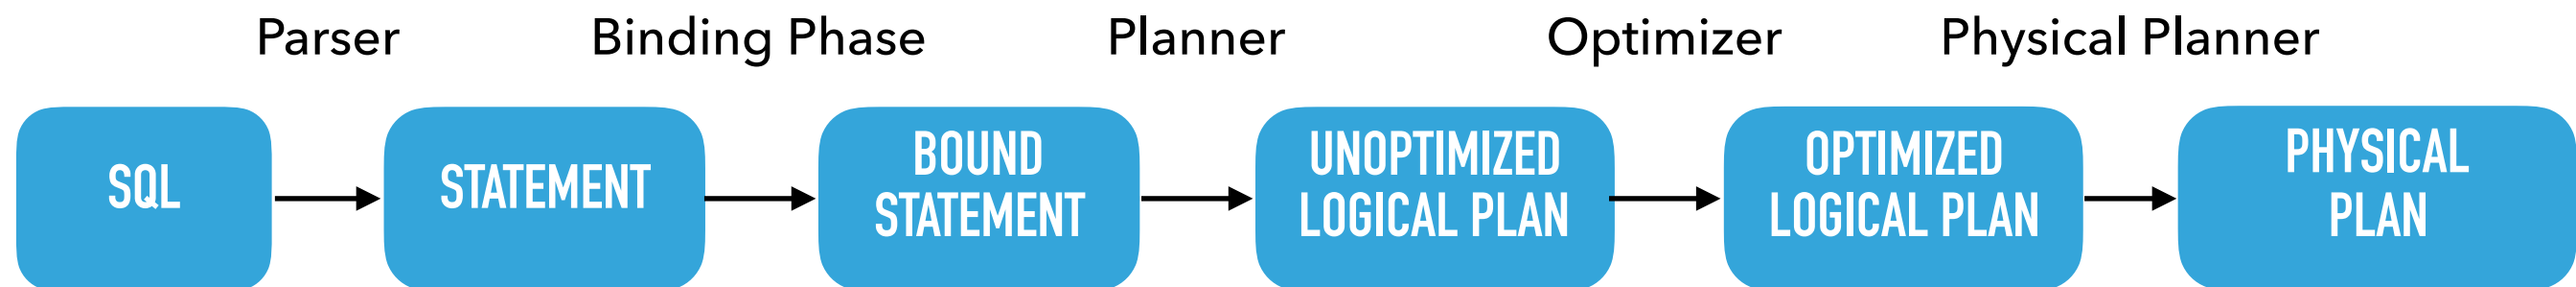 Parser
Binding Phase
Planner
Optimizer
Physical Planner
SQL
STATEMENT
BOUND
STATEMENT
UNOPTIMIZED
LOGICAL PLAN
OPTIMIZED
LOGICAL PLAN
PHYSICAL
PLAN